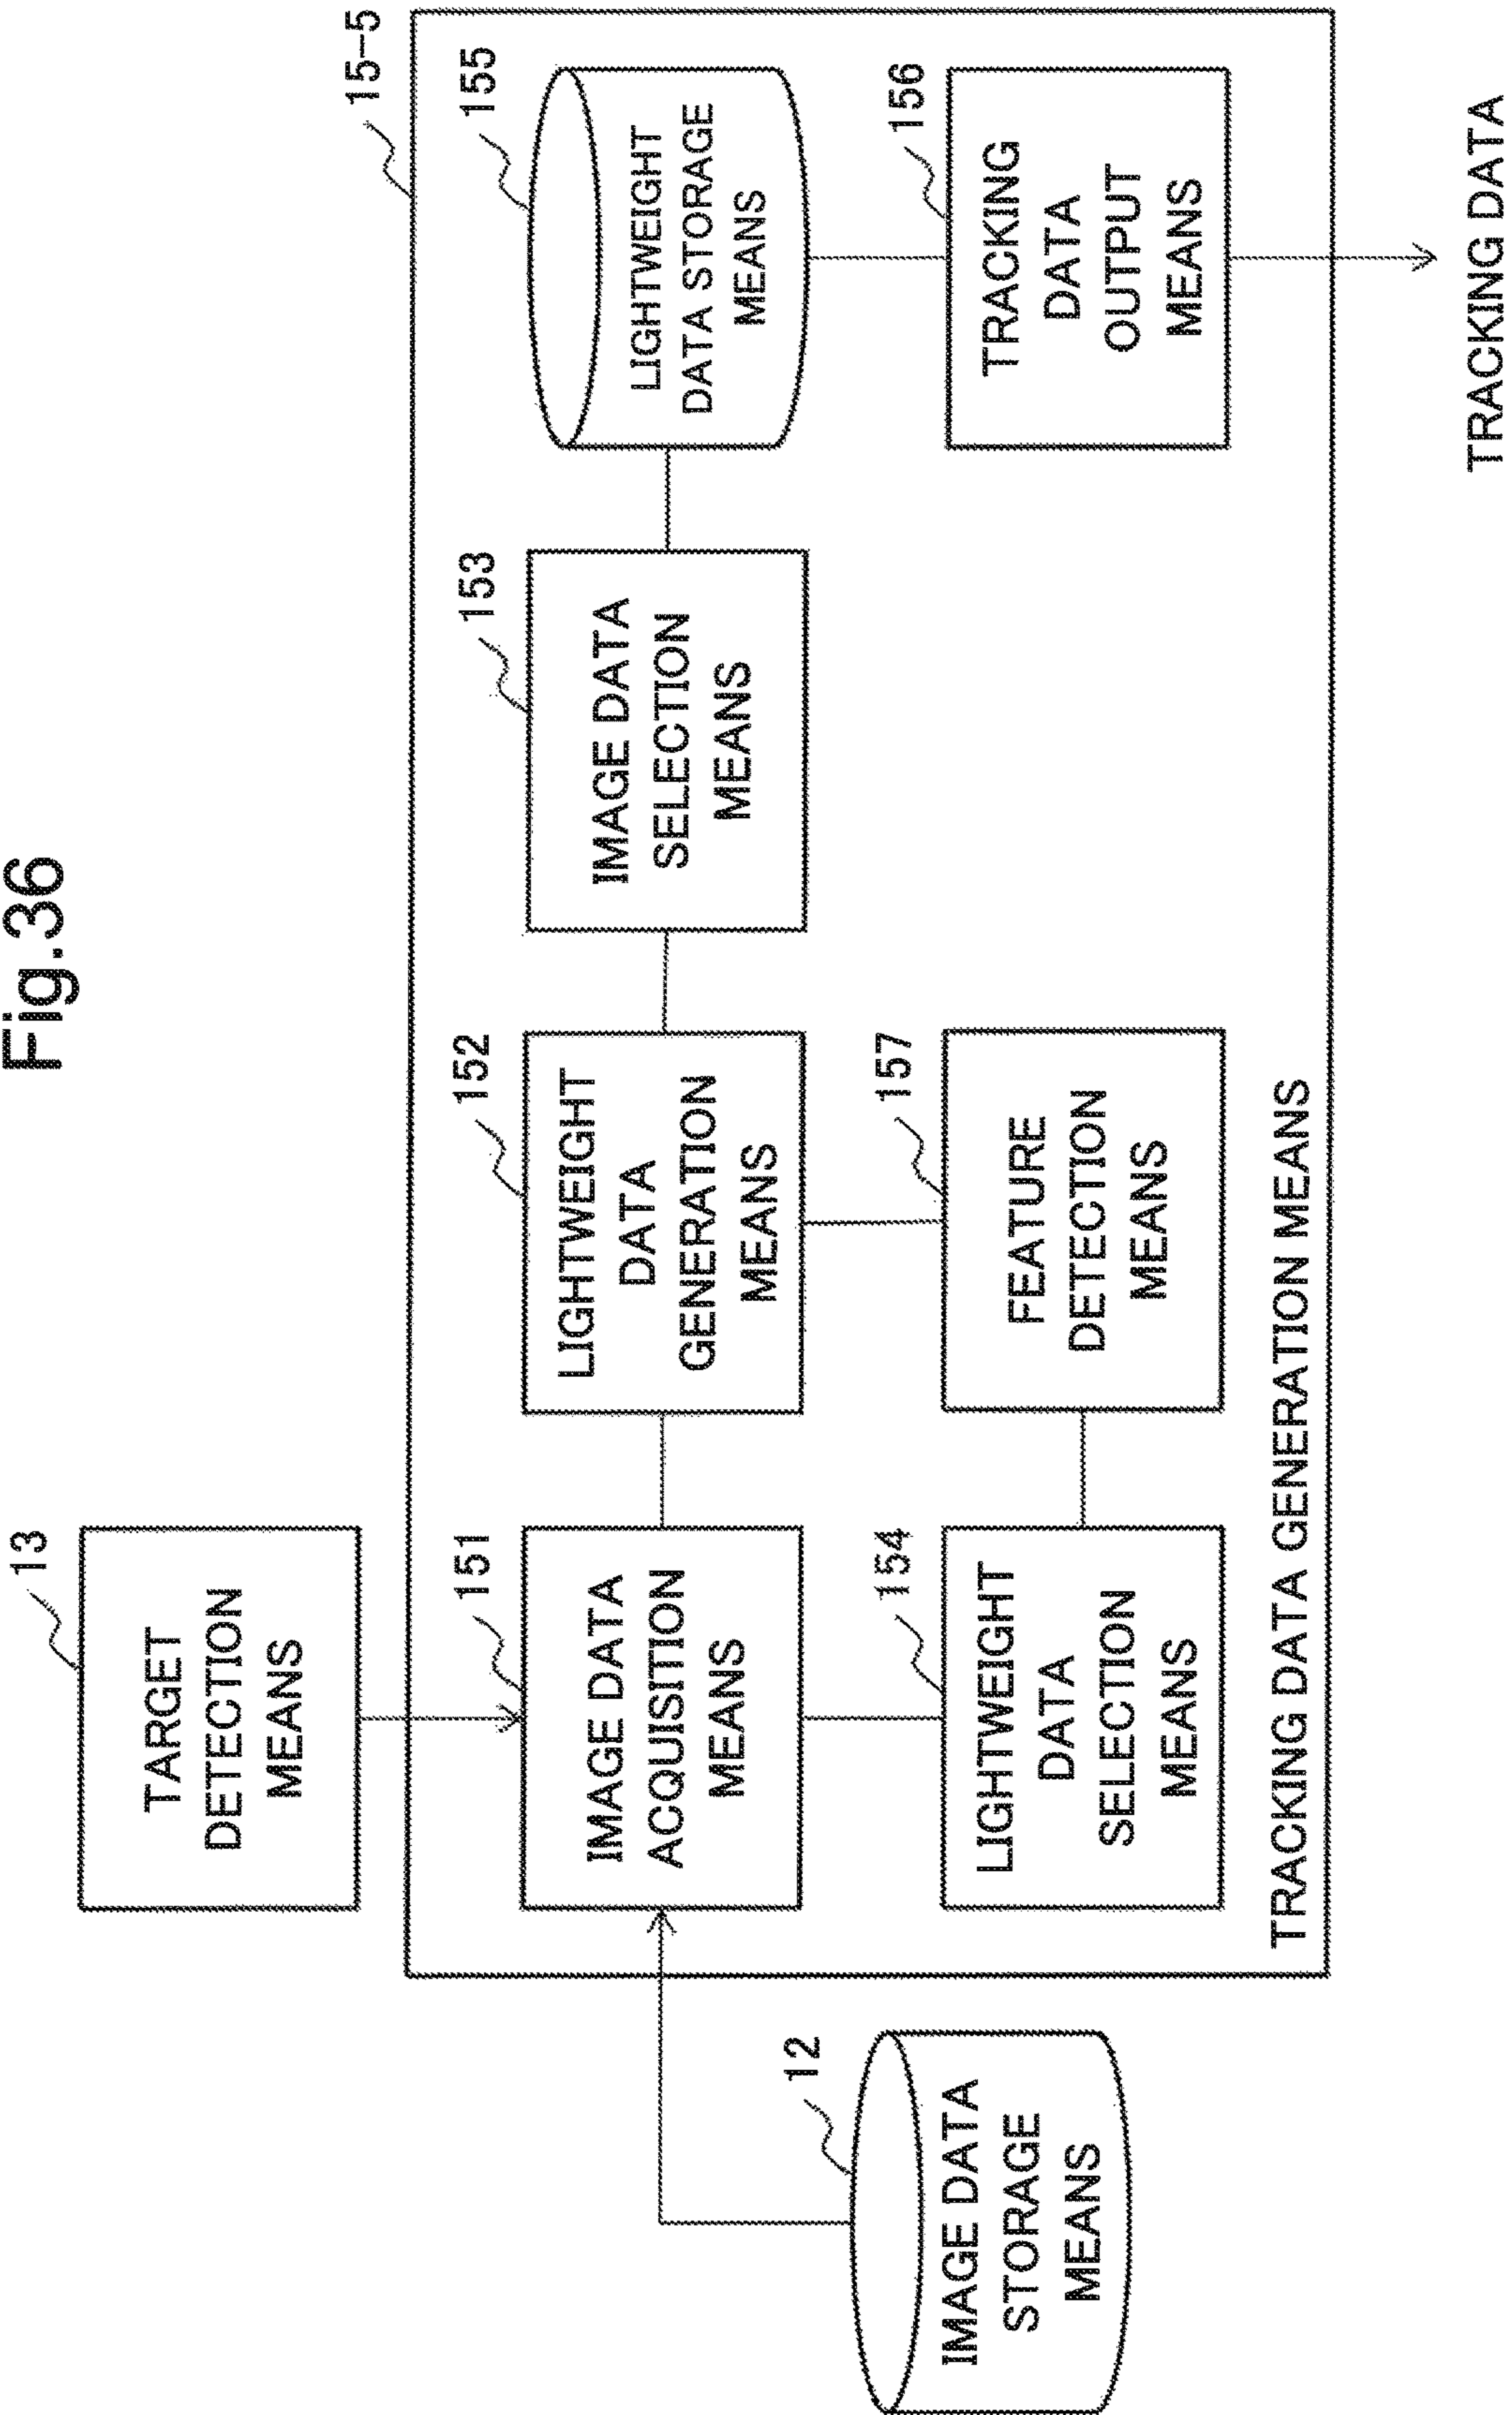 Fig.36
13
TARGET
DETECTION
MEANS
15-5
12
IMAGE DATA
STORAGE
MEANS
151
IMAGE DATA
ACQUISITION
MEANS
152
LIGHTWEIGHT
DATA
GENERATION
MEANS
153
IMAGE DATA
SELECTION
MEANS
155
LIGHTWEIGHT
DATA STORAGE
MEANS
154
LIGHTWEIGHT
DATA
SELECTION
MEANS
157
FEATURE
DETECTION
MEANS
156
TRACKING
DATA
OUTPUT
MEANS
TRACKING DATA GENERATION MEANS
TRACKING DATA